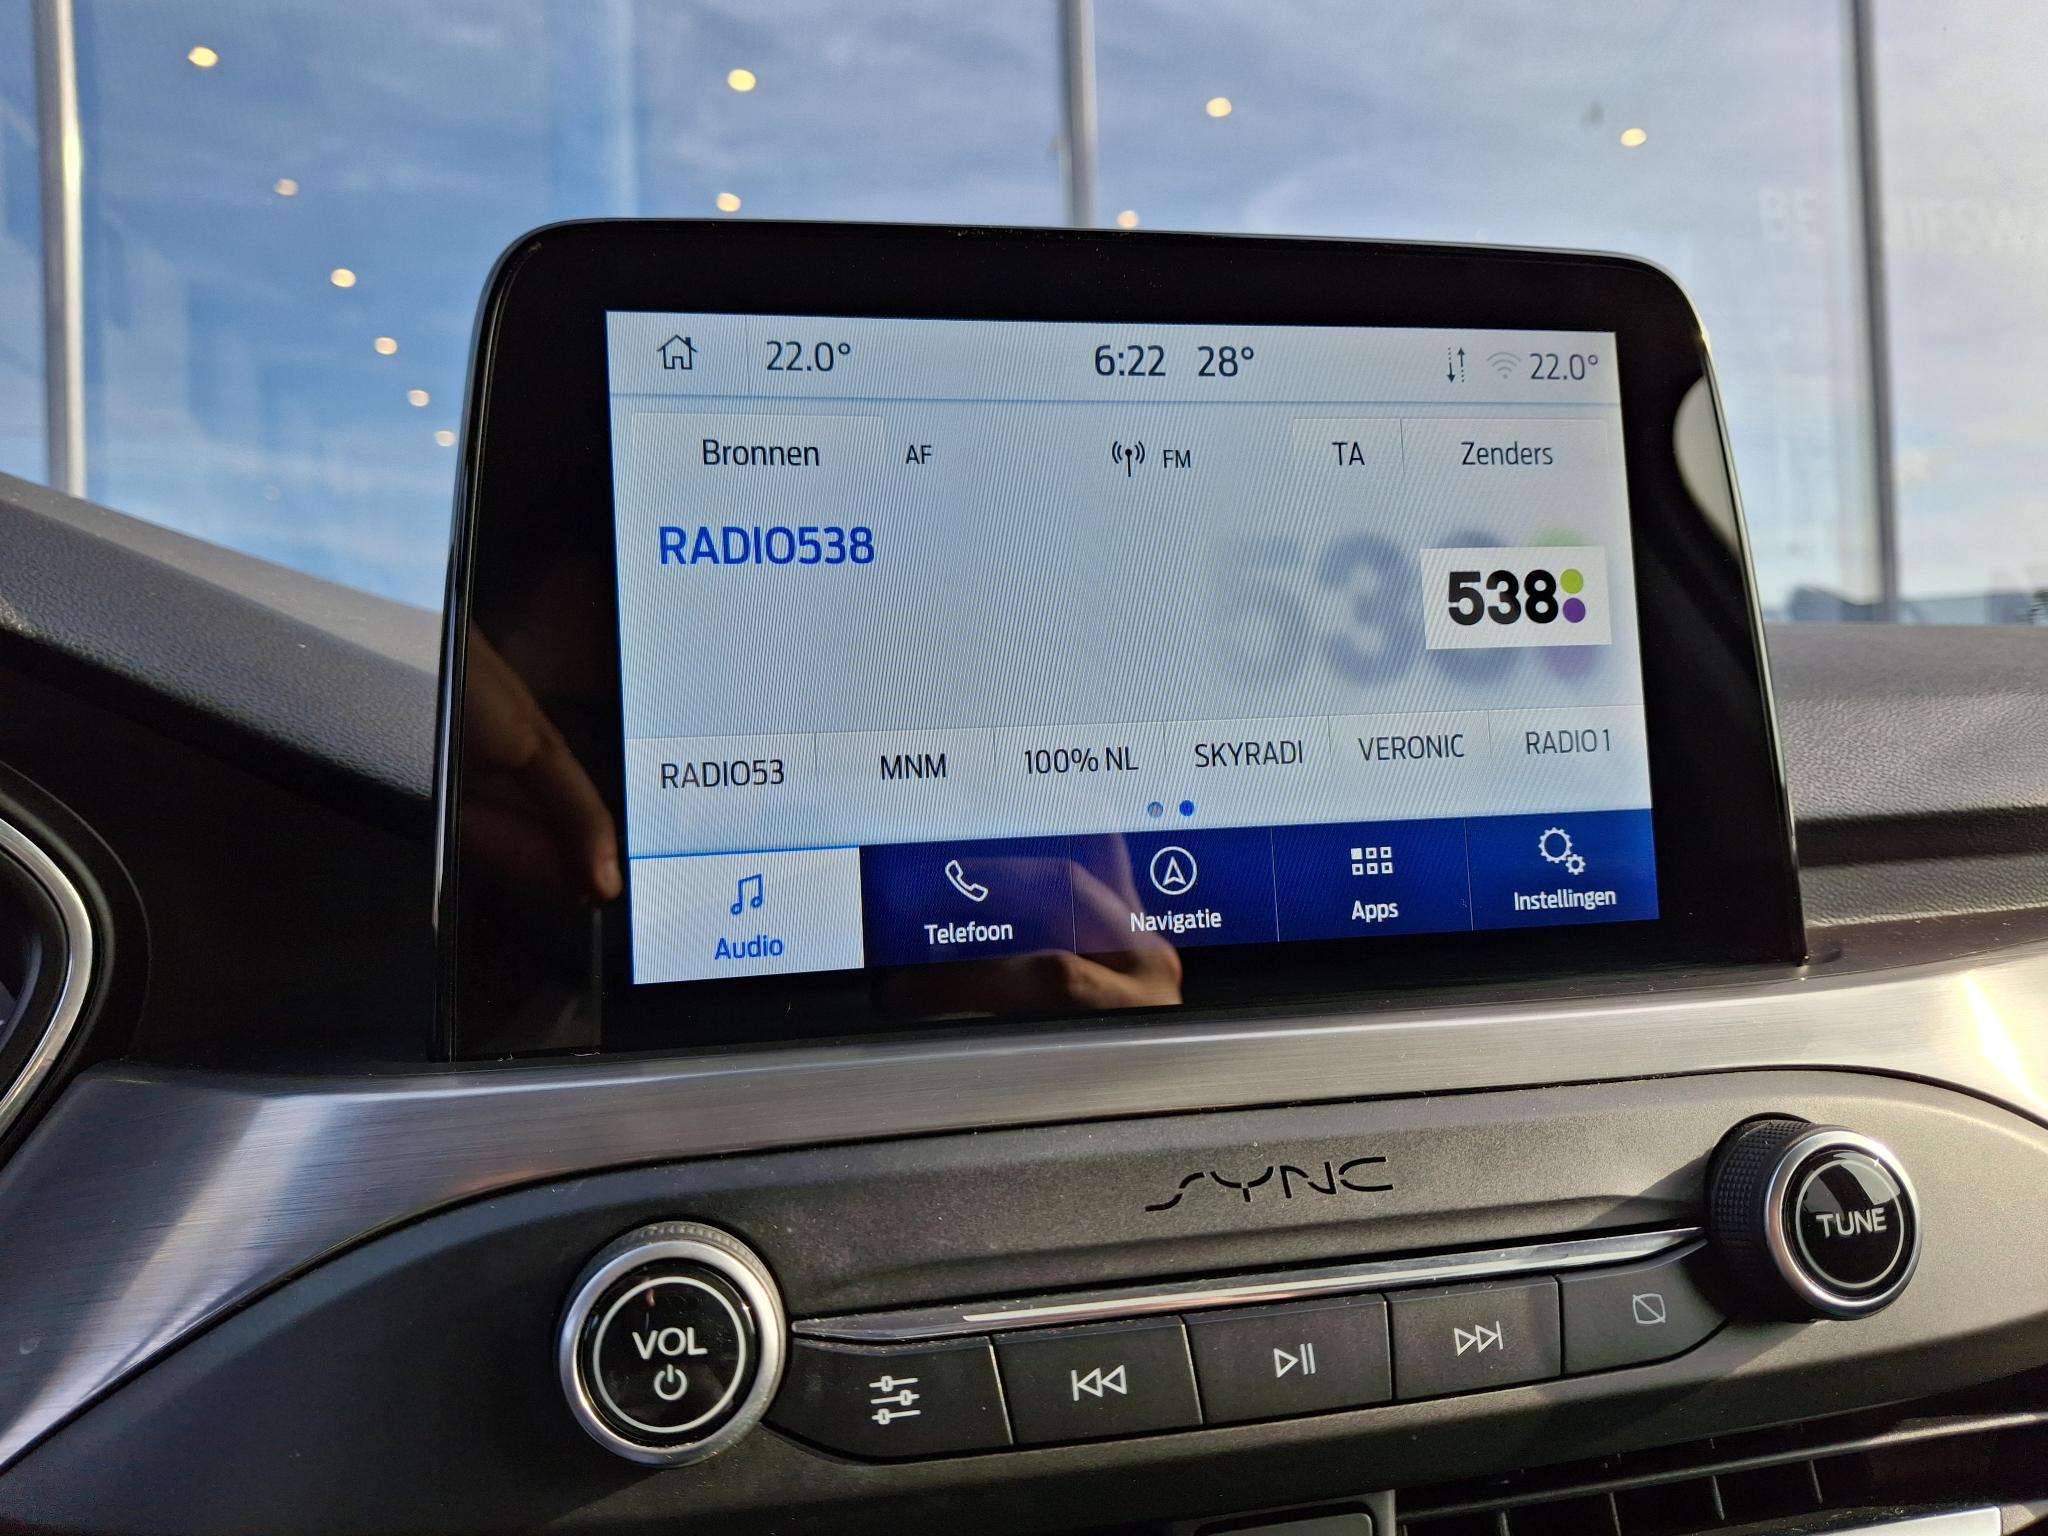 22.0° 6:22 28° 22.0°
Bronnen AF FM TA Zenders
RADIO538
538
RADIO53 MNM 100% NL SKYRADI VERONIC RADIO 1
Audio Telefoon Navigatie Apps Instellingen
SYNC
VOL
TUNE